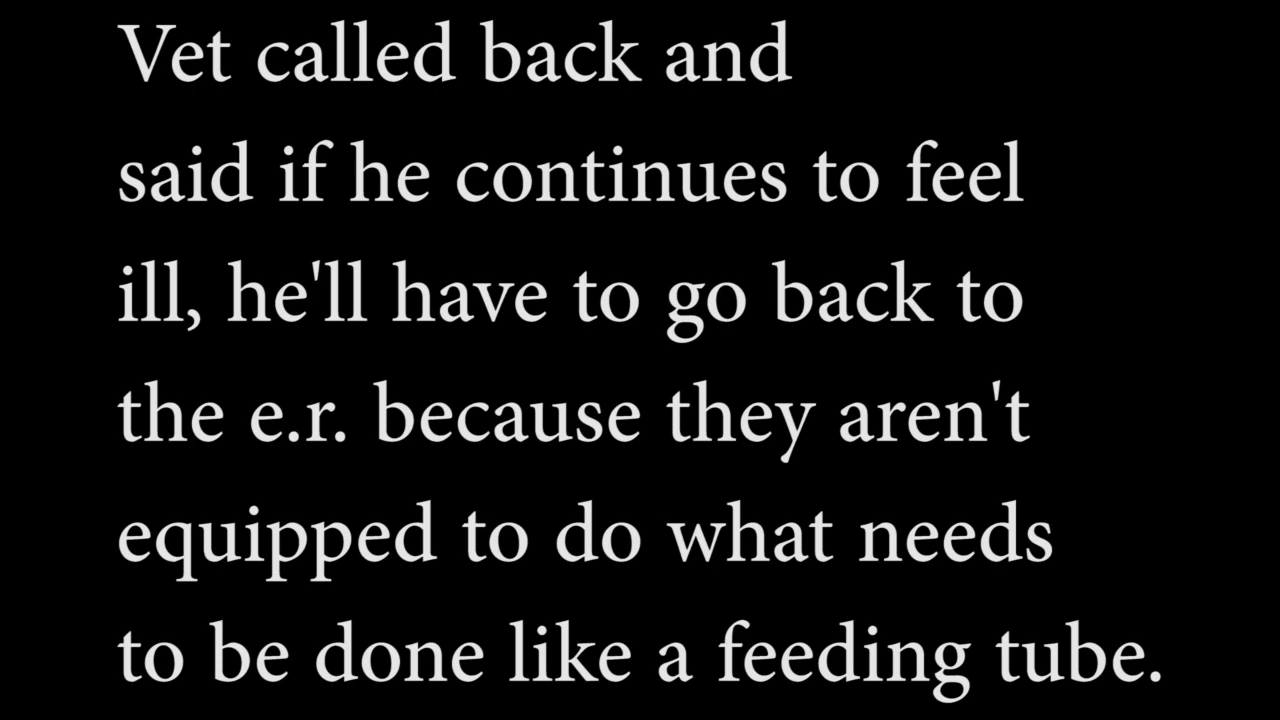 Vet called back and
said if he continues to feel
ill, he'll have to go back to
the e.r. because they aren't
equipped to do what needs
to be done like a feeding tube.